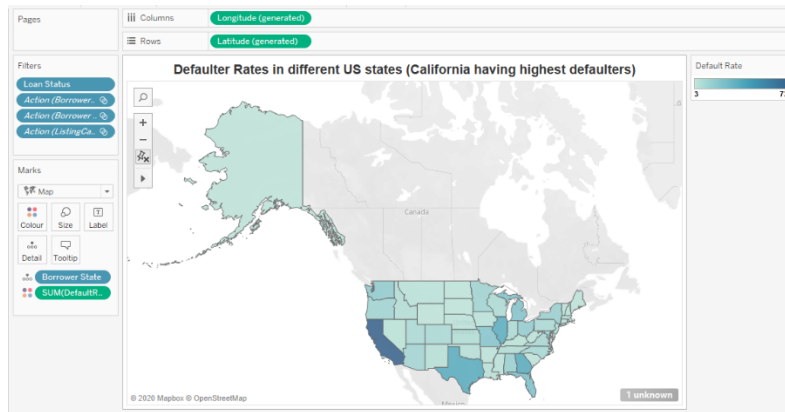 Pages
Columns
Longitude (generated)
Rows
Latitude (generated)
Filters
Loan Status
Action (Borrower..
Action (Borrower ..
Action (ListingCa..
Marks
Map
Colour
Size
Label
Detail
Tooltip
Borrower State
SUM(DefaultR..
Defaulter Rates in different US states (California having highest defaulters)
Canada
Mexico
© 2020 Mapbox © OpenStreetMap
1 unknown
Default Rate
3